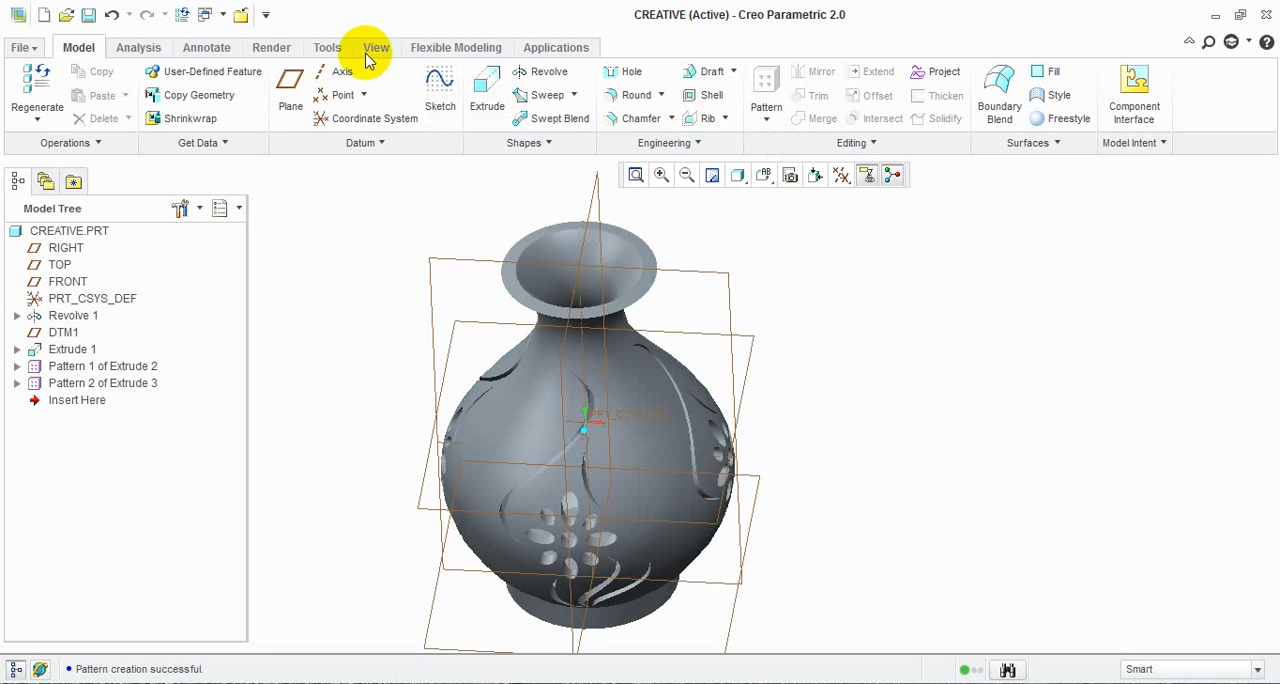 CREATIVE (Active) - Creo Parametric 2.0
File Model Analysis Annotate Render Tools View Flexible Modeling Applications
Regenerate
Copy
Paste
Delete
Operations
User-Defined Feature
Copy Geometry
Shrinkwrap
Get Data
Plane
Axis
Point
Coordinate System
Sketch
Datum
Extrude
Revolve
Sweep
Swept Blend
Shapes
Hole
Round
Chamfer
Draft
Shell
Rib
Engineering
Pattern
Mirror
Trim
Merge
Extend
Offset
Intersect
Project
Thicken
Solidify
Editing
Boundary
Blend
Fill
Style
Freestyle
Surfaces
Component
Interface
Model Intent
Model Tree
CREATIVE.PRT
RIGHT
TOP
FRONT
PRT_CSYS_DEF
Revolve 1
DTM1
Extrude 1
Pattern 1 of Extrude 2
Pattern 2 of Extrude 3
Insert Here
PRT_CSYS_DEF
Pattern creation successful.
Smart